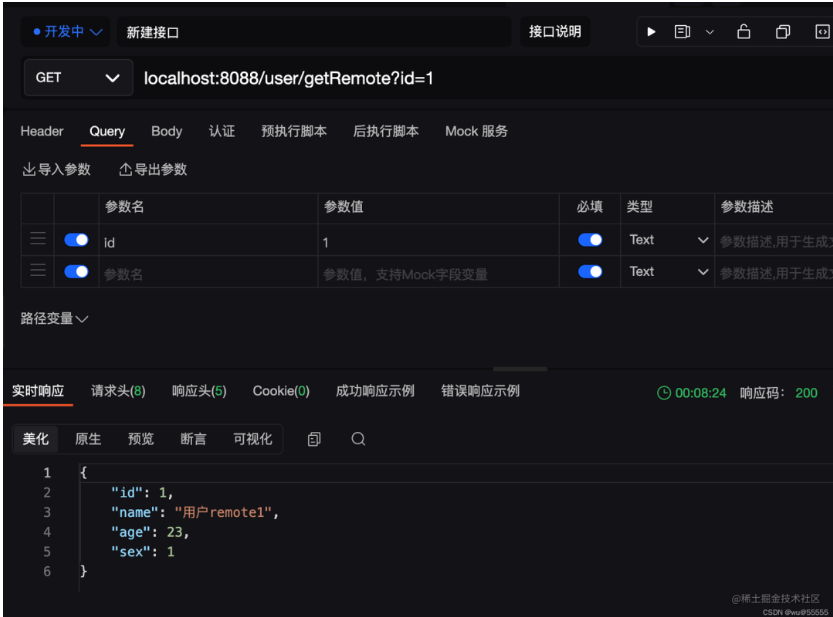 开发中 新建接口 接口说明
GET localhost:8088/user/getRemote?id=1
Header Query Body 认证 预执行脚本 后执行脚本 Mock 服务
导入参数 导出参数
参数名 参数值 必填 类型 参数描述
id 1 Text 参数描述,用于生成文
参数名 参数值，支持Mock字段变量 Text 参数描述,用于生成文
路径变量
实时响应 请求头(8) 响应头(5) Cookie(0) 成功响应示例 错误响应示例 00:08:24 响应码： 200
美化 原生 预览 断言 可视化
1 {
2 "id": 1,
3 "name": "用户remote1",
4 "age": 23,
5 "sex": 1
6 }
@稀土掘金技术社区
CSDN @wu@55555